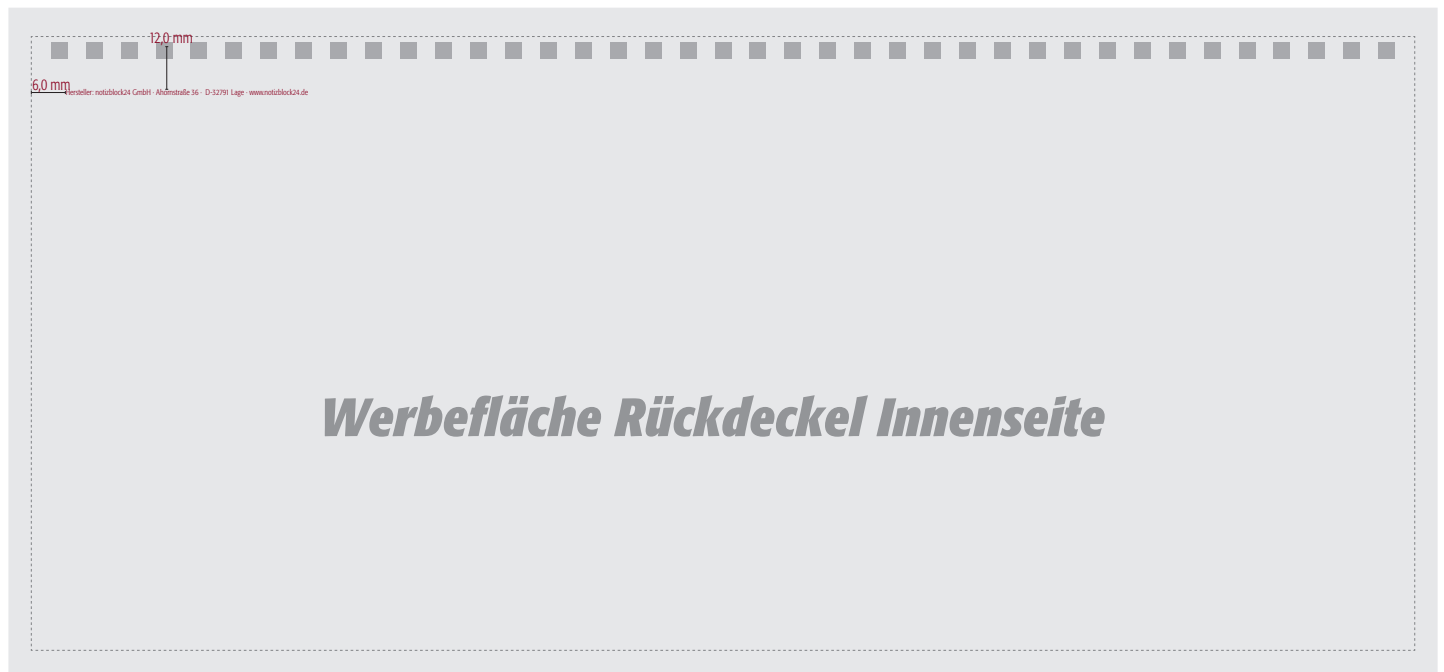 12,0 mm
6,0 mm
Hersteller: notizblock24 GmbH · Ahornstraße 36 · D-32791 Lage · www.notizblock24.de
Werbefläche Rückdeckel Innenseite